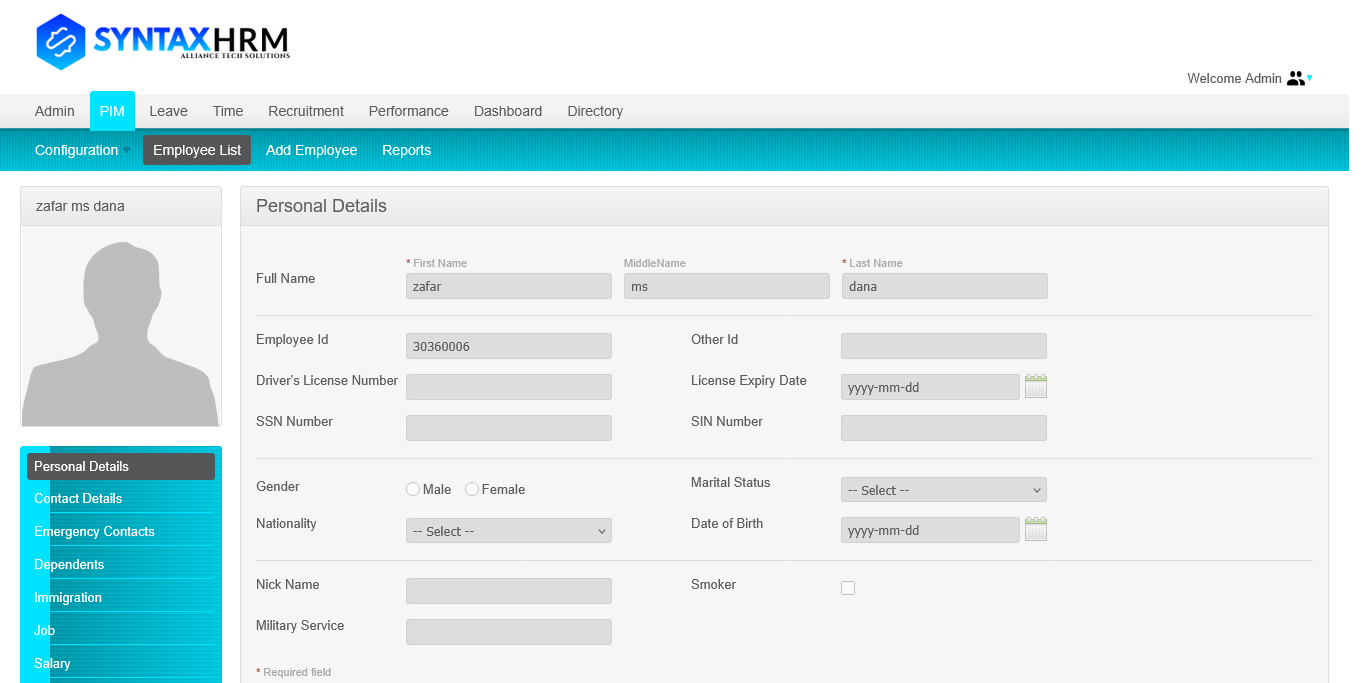 SYNTAXHRM
ALLIANCE TECH SOLUTIONS
Welcome Admin
Admin PIM Leave Time Recruitment Performance Dashboard Directory
Configuration Employee List Add Employee Reports
zafar ms dana
Personal Details
* First Name MiddleName * Last Name
Full Name zafar ms dana
Employee Id 30360006 Other Id
Driver's License Number License Expiry Date yyyy-mm-dd
SSN Number SIN Number
Gender Male Female Marital Status -- Select --
Nationality -- Select -- Date of Birth yyyy-mm-dd
Nick Name Smoker
Military Service
* Required field
Personal Details
Contact Details
Emergency Contacts
Dependents
Immigration
Job
Salary